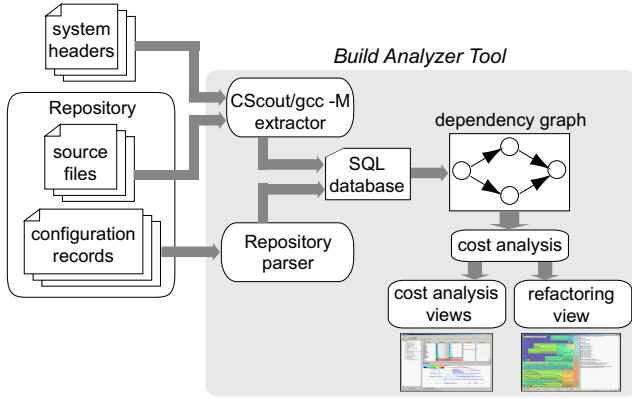 system
headers
Build Analyzer Tool
Repository
CScout/gcc -M
extractor
source
files
dependency graph
SQL
database
configuration
records
Repository
parser
cost analysis
cost analysis
views
refactoring
view